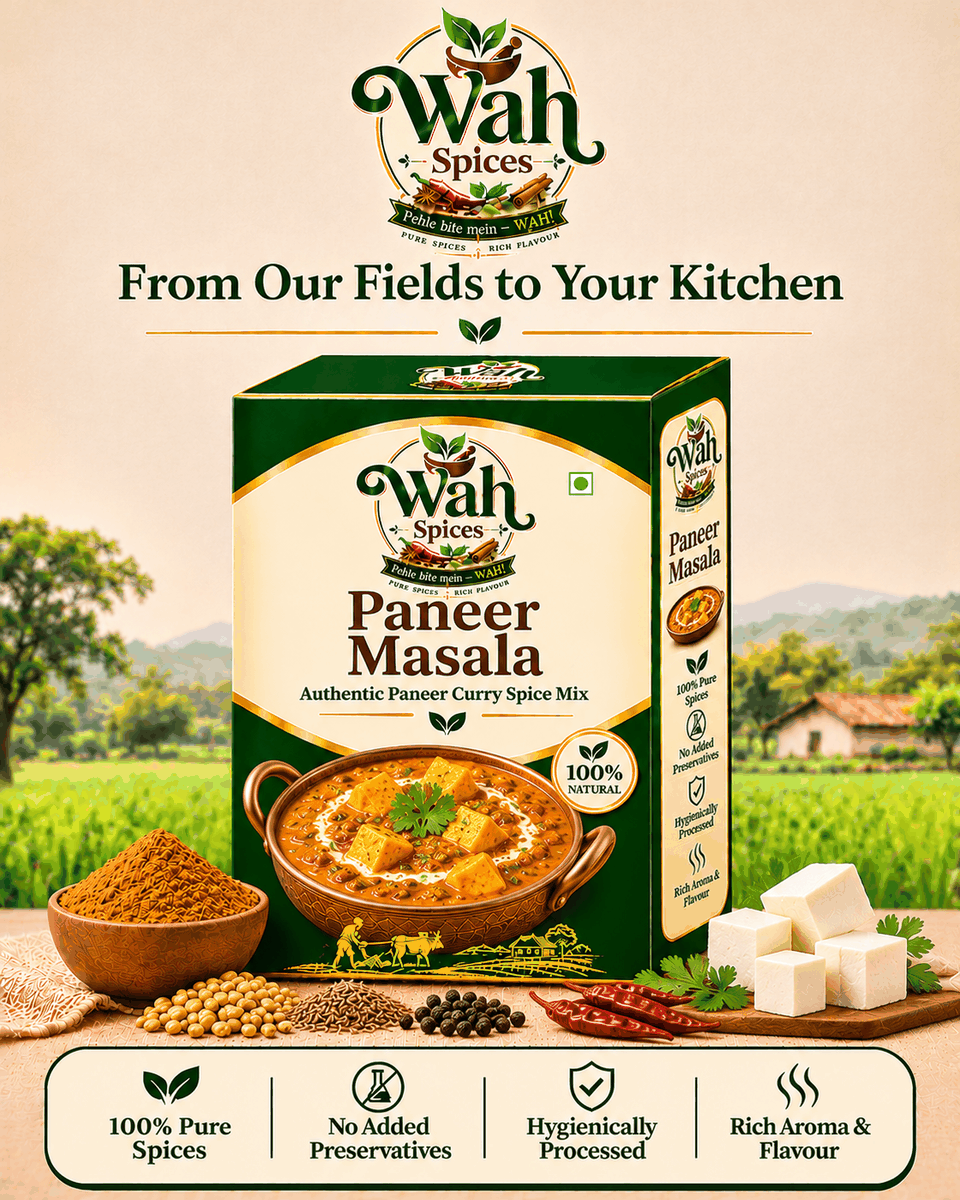 Wah
Spices
Pehle bite mein – WAH!
PURE SPICES RICH FLAVOUR
From Our Fields to Your Kitchen
Wah
Wah
Spices
Pehle bite mein – WAH!
PURE SPICES RICH FLAVOUR
Paneer
Masala
Authentic Paneer Curry Spice Mix
100%
NATURAL
Wah
Spices
Paneer
Masala
100% Pure
Spices
No Added
Preservatives
Hygienically
Processed
Rich Aroma &
Flavour
100% Pure
Spices
No Added
Preservatives
Hygienically
Processed
Rich Aroma &
Flavour